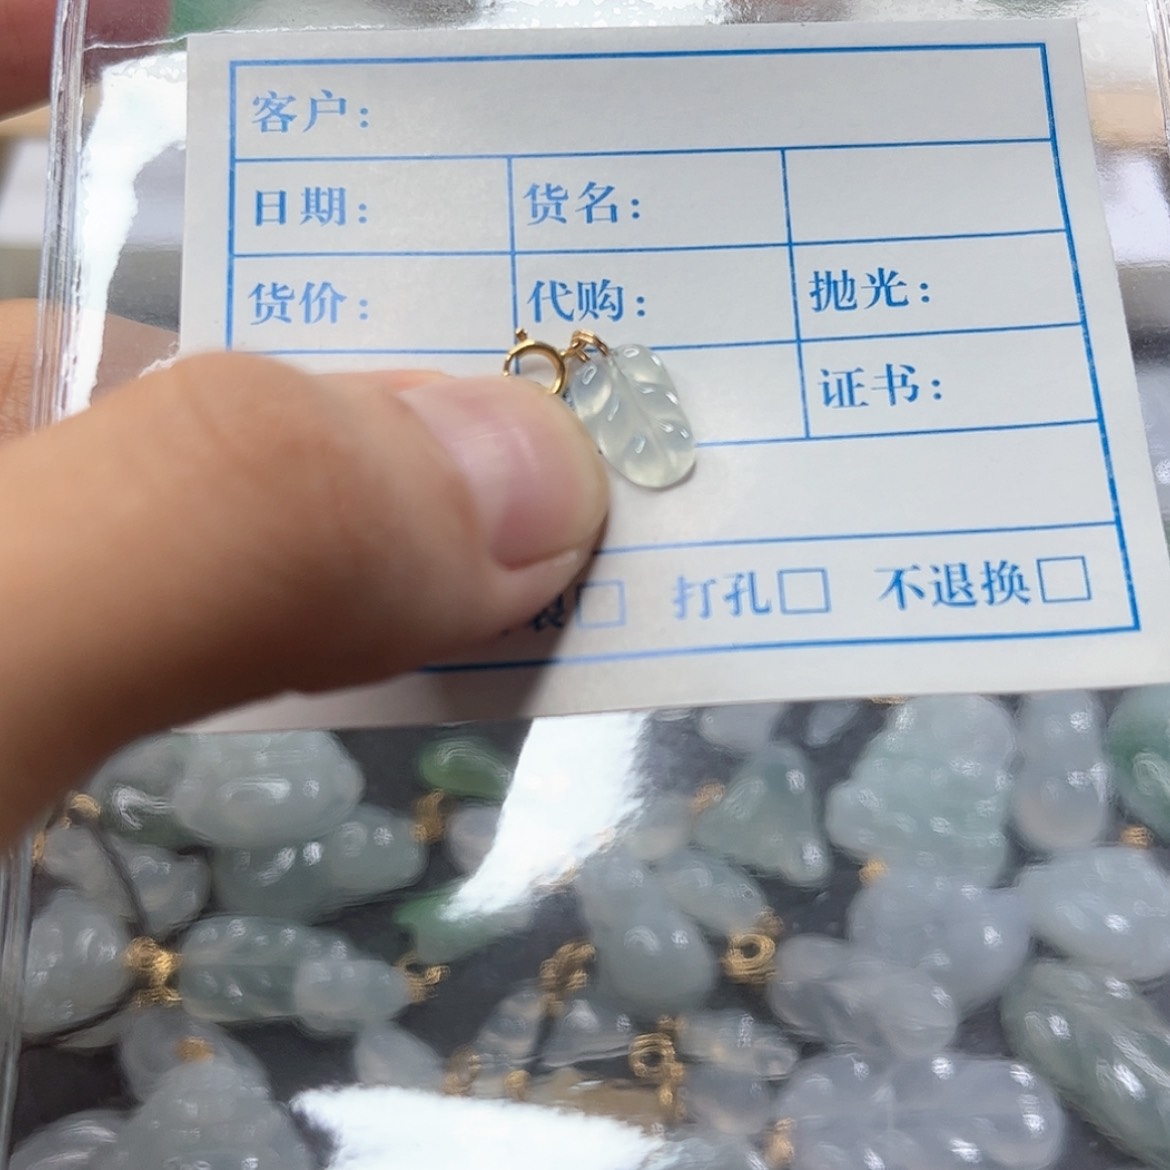 客户：
日期： 货名：
货价： 代购： 抛光：
证书：
打孔□ 不退换□